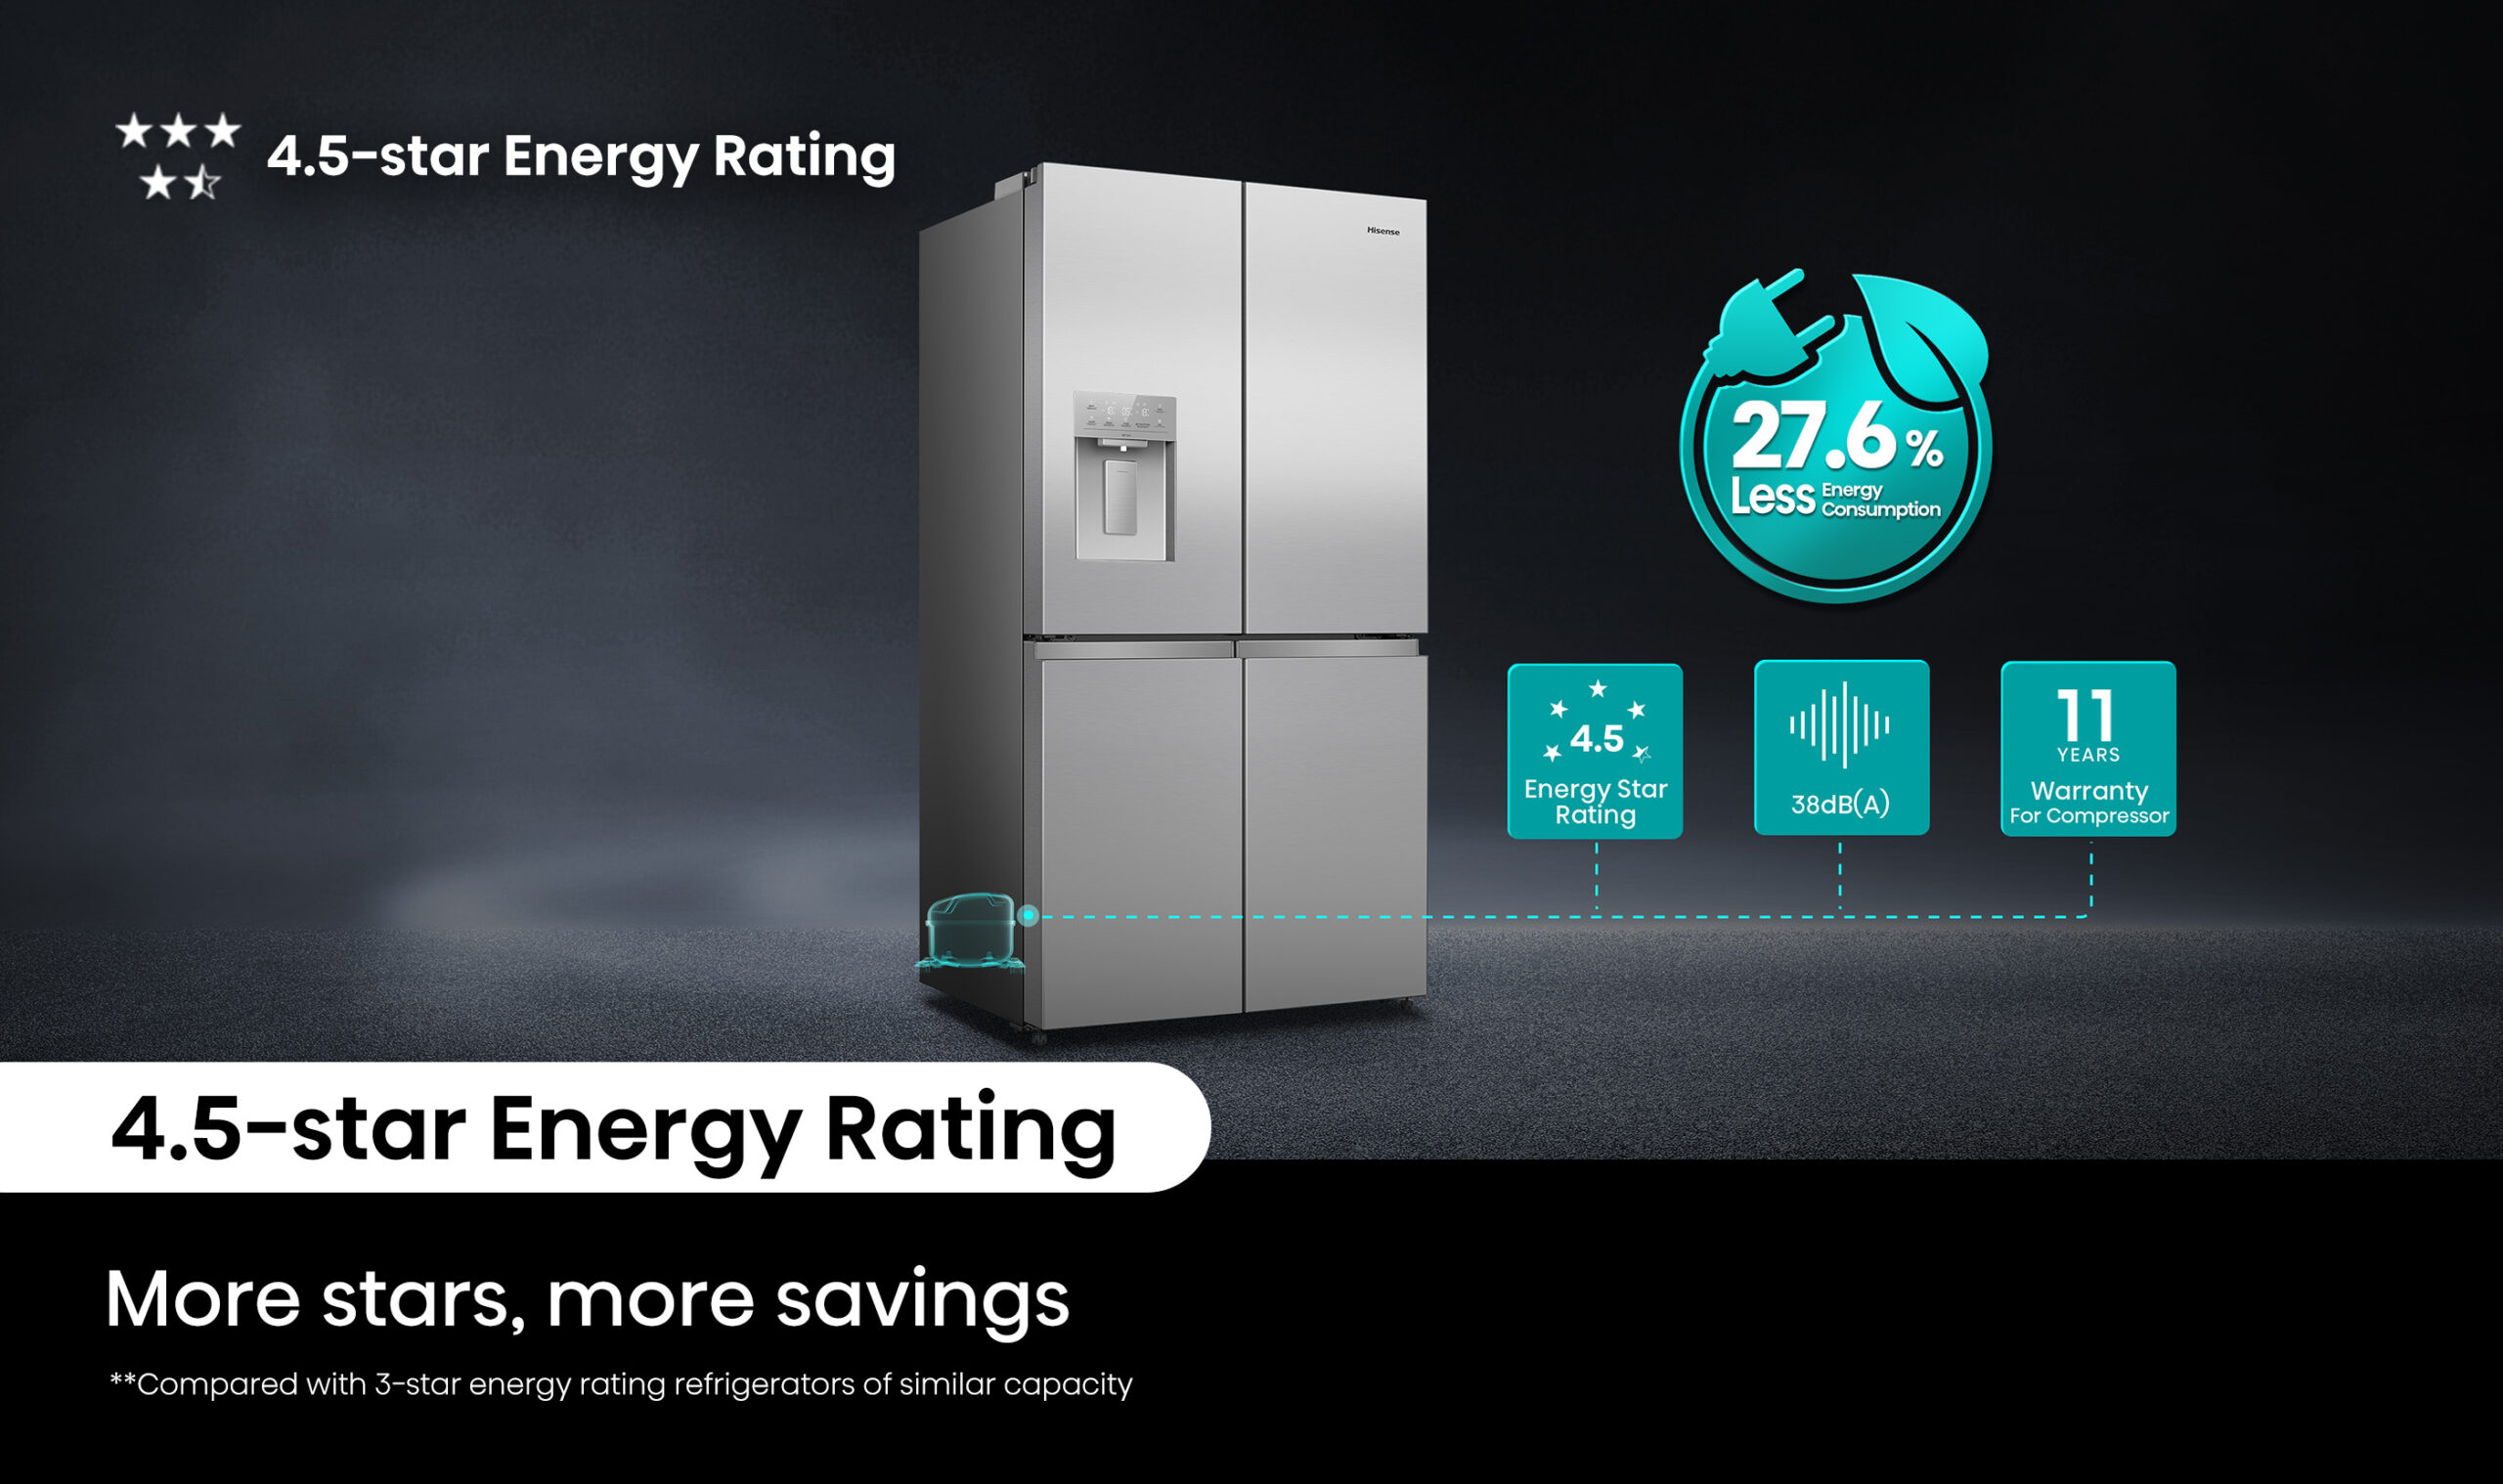 4.5-star Energy Rating
Hisense
27.6%
Less Energy
Consumption
4.5
Energy Star
Rating
38dB(A)
11
YEARS
Warranty
For Compressor
4.5-star Energy Rating
More stars, more savings
**Compared with 3-star energy rating refrigerators of similar capacity